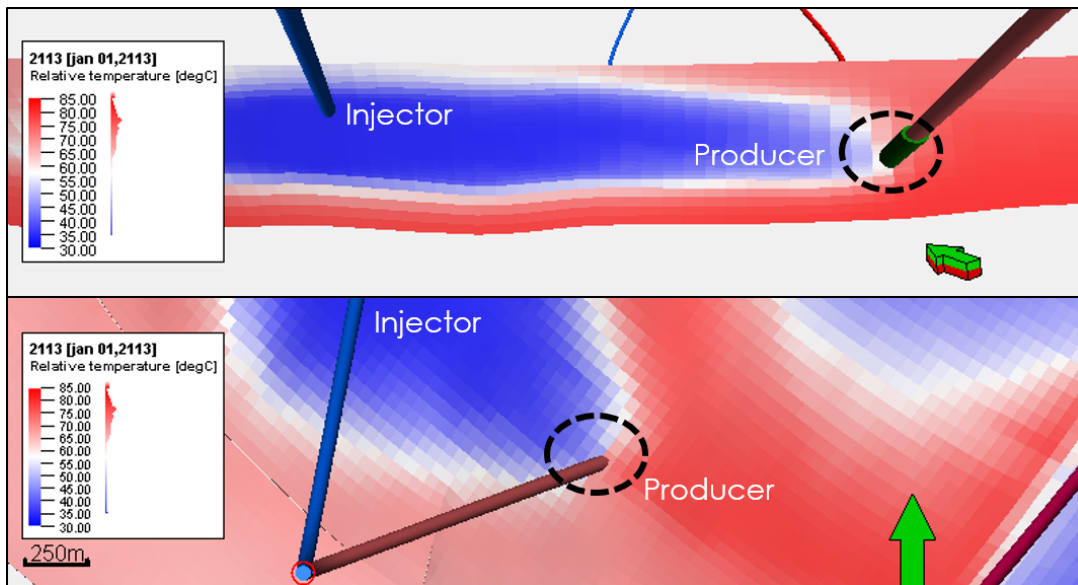 2113 [jan 01,2113]
Relative temperature [degC]
85.00
80.00
75.00
70.00
65.00
60.00
55.00
50.00
45.00
40.00
35.00
30.00
Injector
Producer
2113 [jan 01,2113]
Relative temperature [degC]
85.00
80.00
75.00
70.00
65.00
60.00
55.00
50.00
45.00
40.00
35.00
30.00
250m
Injector
Producer